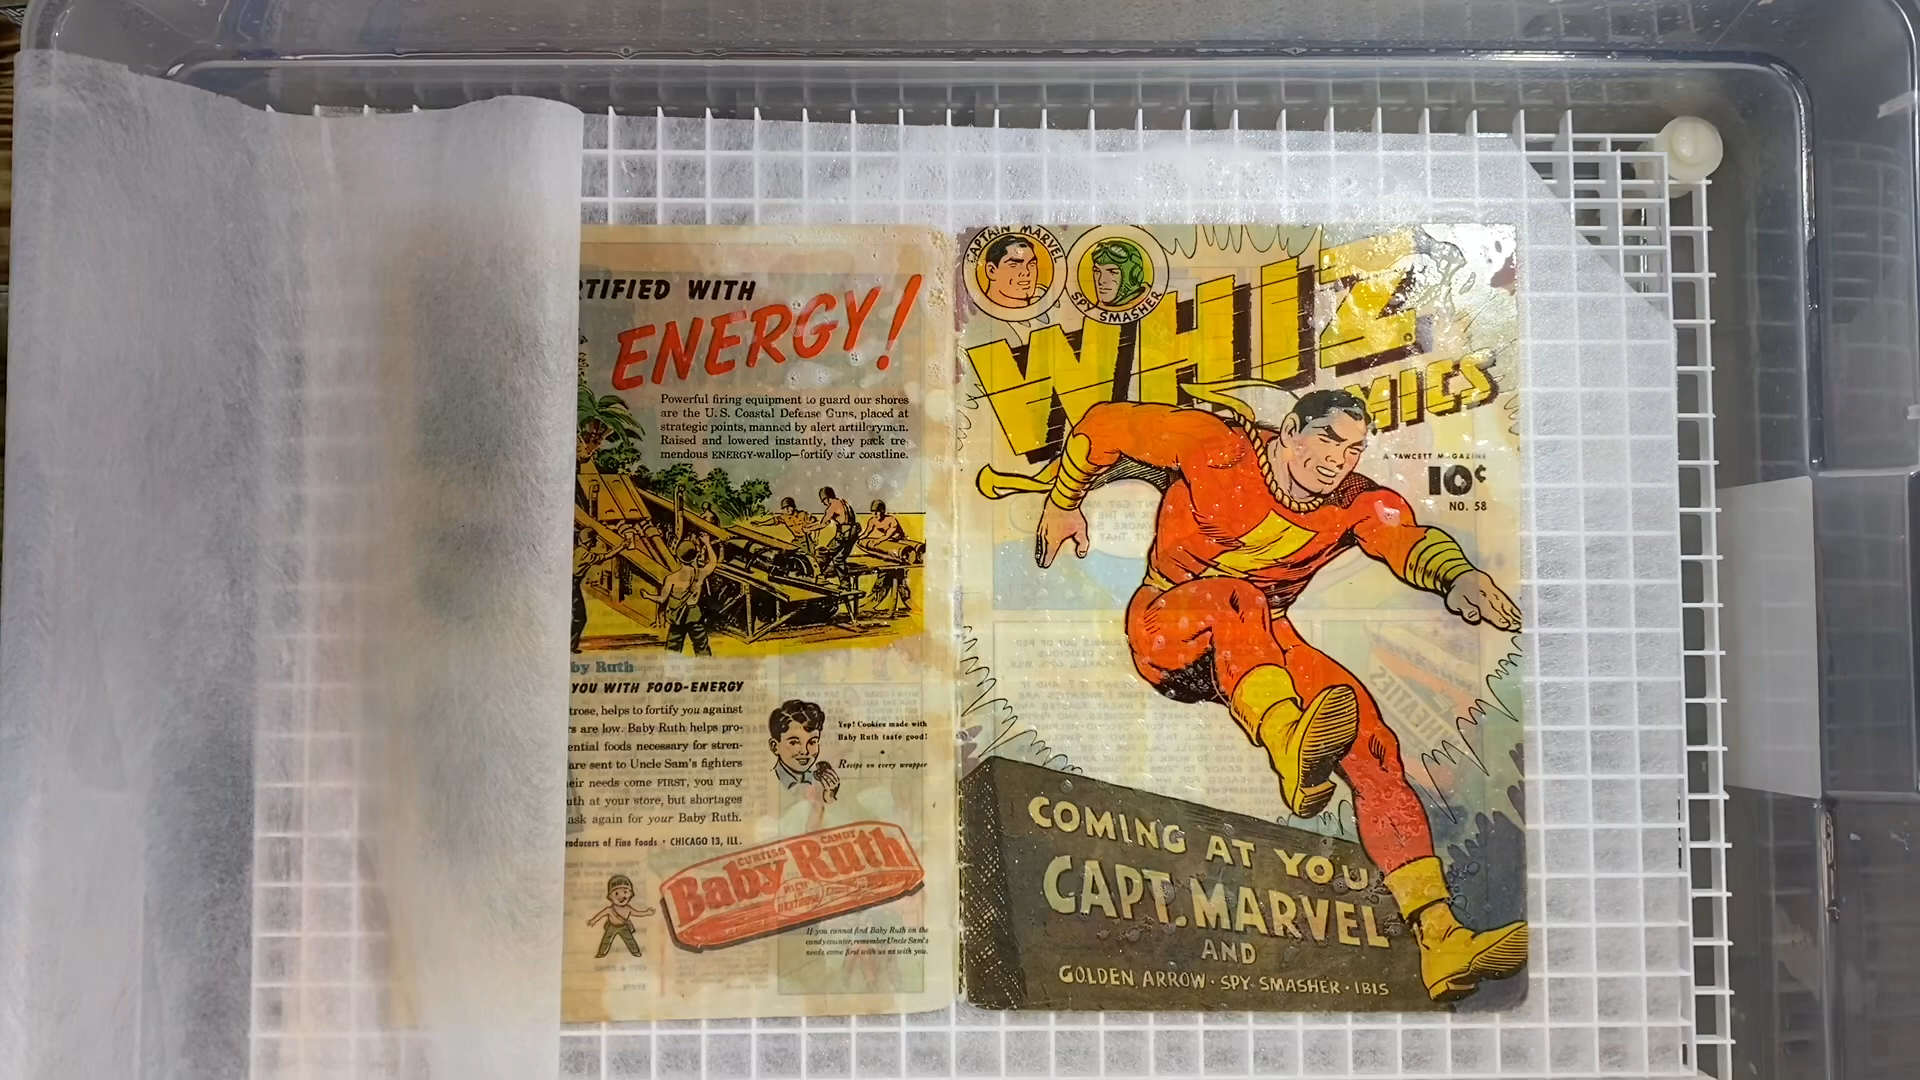 RTIFIED WITH
ENERGY!
Powerful firing equipment to guard our shores
are the U.S. Coastal Defense Guns, placed at
strategic points, manned by alert artillerymen.
Raised and lowered instantly, they pack tre-
mendous ENERGY-wallop—fortify our coastline.
by Ruth
YOU WITH FOOD-ENERGY
trose, helps to fortify you against
s are low. Baby Ruth helps pro-
ential foods necessary for stren-
are sent to Uncle Sam's fighters
eir needs come FIRST, you may
uth at your store, but shortages
ask again for your Baby Ruth.
oducers of Fine Foods • CHICAGO 13, ILL.
Yep! Cookies made with
Baby Ruth taste good!
Recipe on every wrapper
CURTISS CANDY
Baby Ruth
RICH IN
DEXTROSE
If you cannot find Baby Ruth on the
candy counter, remember Uncle Sam's
needs come first with us as with you.
CAPTAIN MARVEL
SPY SMASHER
WHIZ
MICS
A FAWCETT MAGAZINE
10¢
NO. 58
COMING AT YOU
CAPT. MARVEL
AND
GOLDEN ARROW • SPY SMASHER • IBIS